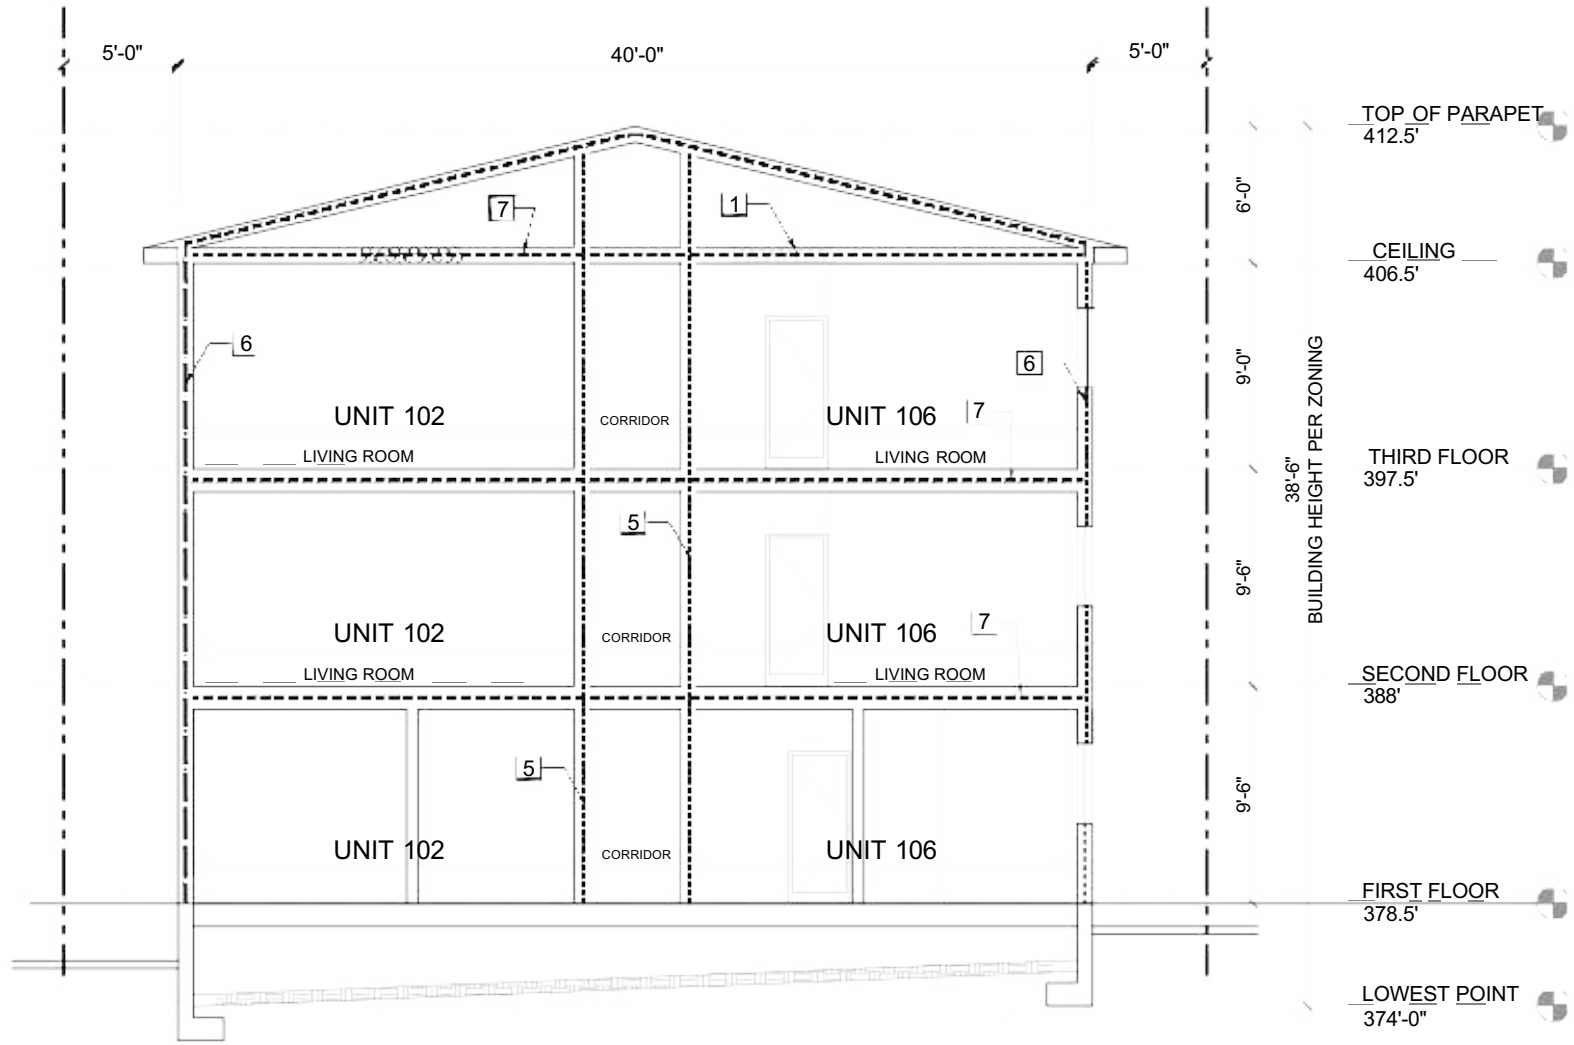 5'-0"
40'-0"
5'-0"
TOP OF PARAPET
412.5'
6'-0"
7
1
CEILING
406.5'
6
9'-0"
6
BUILDING HEIGHT PER ZONING
38'-6"
UNIT 102
CORRIDOR
UNIT 106
7
LIVING ROOM
LIVING ROOM
THIRD FLOOR
397.5'
5
9'-6"
UNIT 102
CORRIDOR
UNIT 106
7
LIVING ROOM
LIVING ROOM
SECOND FLOOR
388'
5
9'-6"
UNIT 102
CORRIDOR
UNIT 106
FIRST FLOOR
378.5'
LOWEST POINT
374'-0"